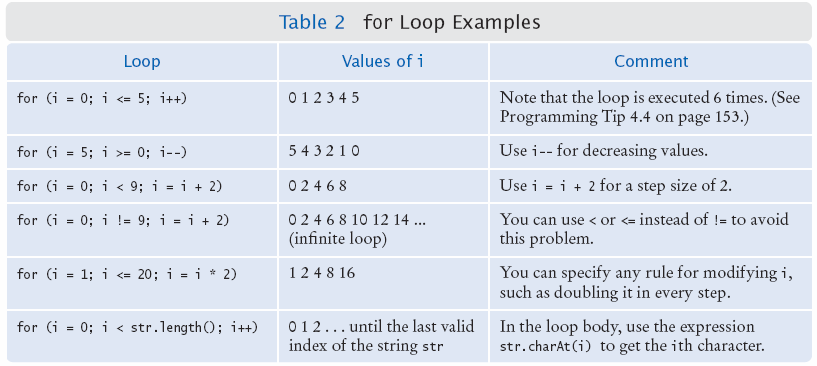 Table 2 for Loop Examples
Loop
Values of i
Comment
for (i = 0; i <= 5; i++)
0 1 2 3 4 5
Note that the loop is executed 6 times. (See
Programming Tip 4.4 on page 153.)
for (i = 5; i >= 0; i--)
5 4 3 2 1 0
Use i-- for decreasing values.
for (i = 0; i < 9; i = i + 2)
0 2 4 6 8
Use i = i + 2 for a step size of 2.
for (i = 0; i != 9; i = i + 2)
0 2 4 6 8 10 12 14 ...
(infinite loop)
You can use < or <= instead of != to avoid
this problem.
for (i = 1; i <= 20; i = i * 2)
1 2 4 8 16
You can specify any rule for modifying i,
such as doubling it in every step.
for (i = 0; i < str.length(); i++)
0 1 2 . . . until the last valid
index of the string str
In the loop body, use the expression
str.charAt(i) to get the ith character.